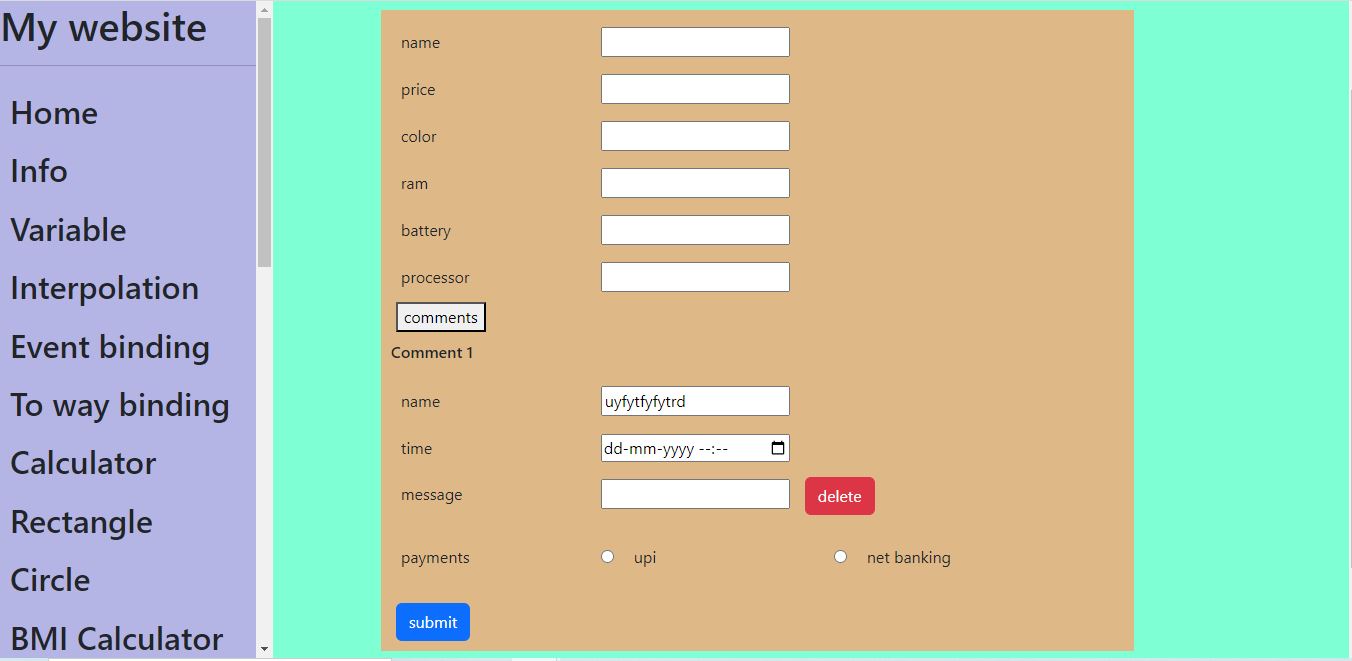 My website
Home
Info
Variable
Interpolation
Event binding
To way binding
Calculator
Rectangle
Circle
BMI Calculator
name
price
color
ram
battery
processor
comments
Comment 1
name uyfytfyfytrd
time dd-mm-yyyy --:--
message delete
payments upi net banking
submit